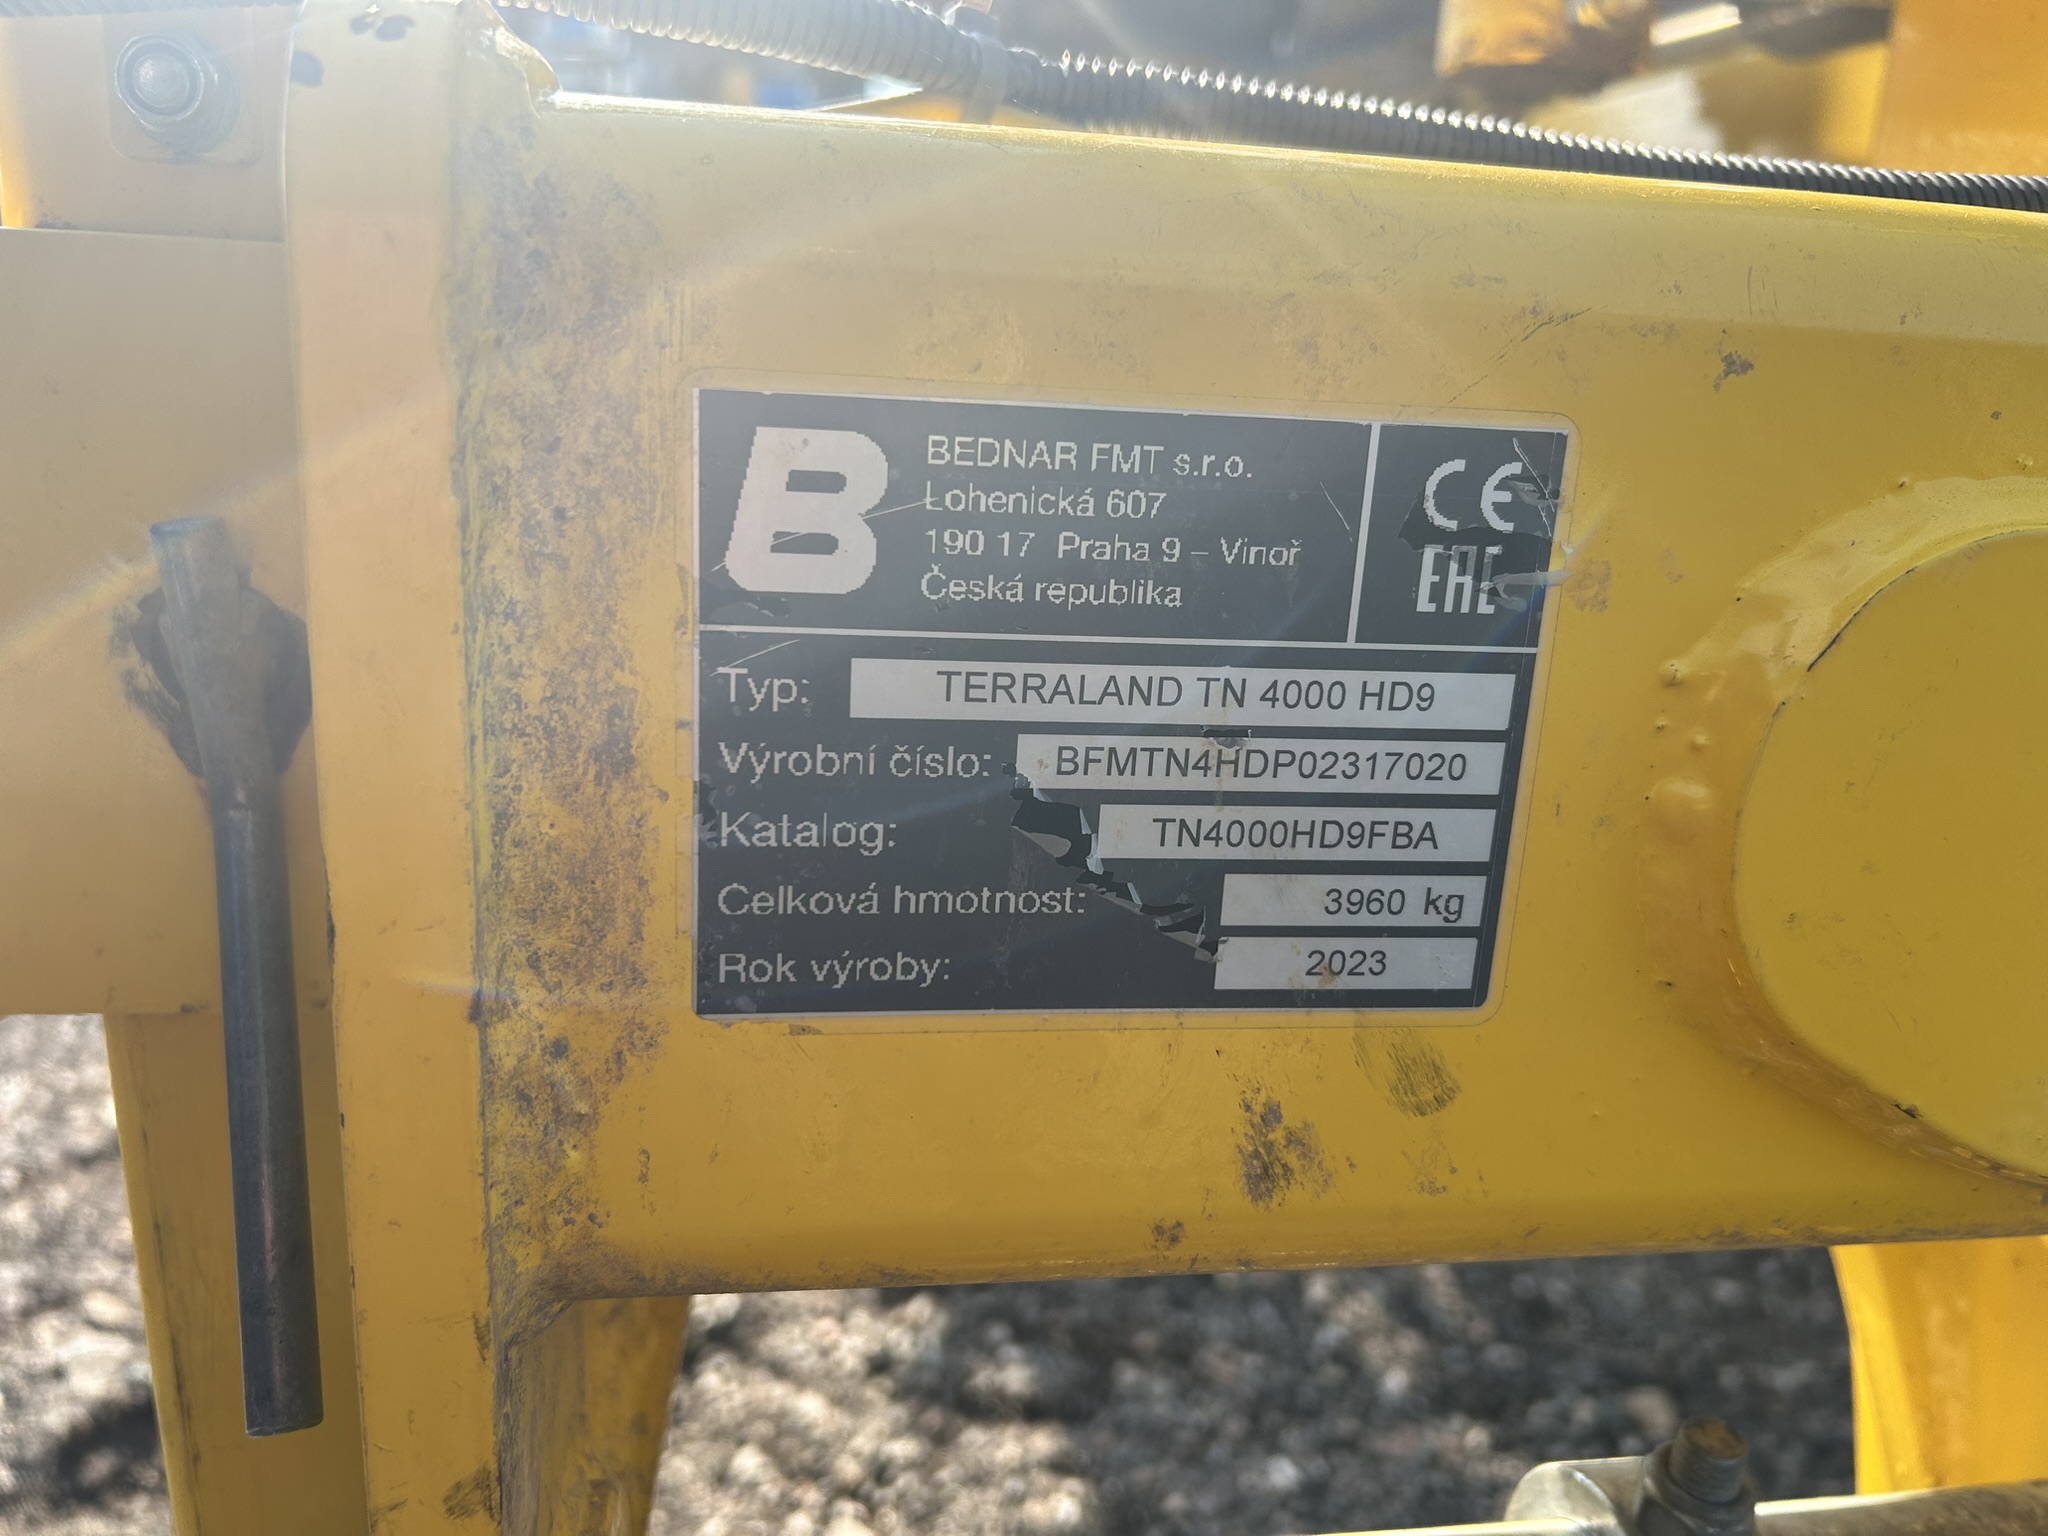 B
BEDNAR FMT s.r.o.
Lohenická 607
190 17 Praha 9 – Vinoř
Česká republika
CE
EAC
Typ: TERRALAND TN 4000 HD9
Výrobní číslo: BFMTN4HDP02317020
Katalog: TN4000HD9FBA
Celková hmotnost: 3960 kg
Rok výroby: 2023